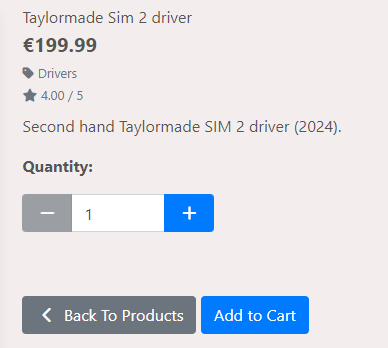 Taylormade Sim 2 driver
€199.99
Drivers
4.00 / 5
Second hand Taylormade SIM 2 driver (2024).
Quantity:
1
Back To Products Add to Cart